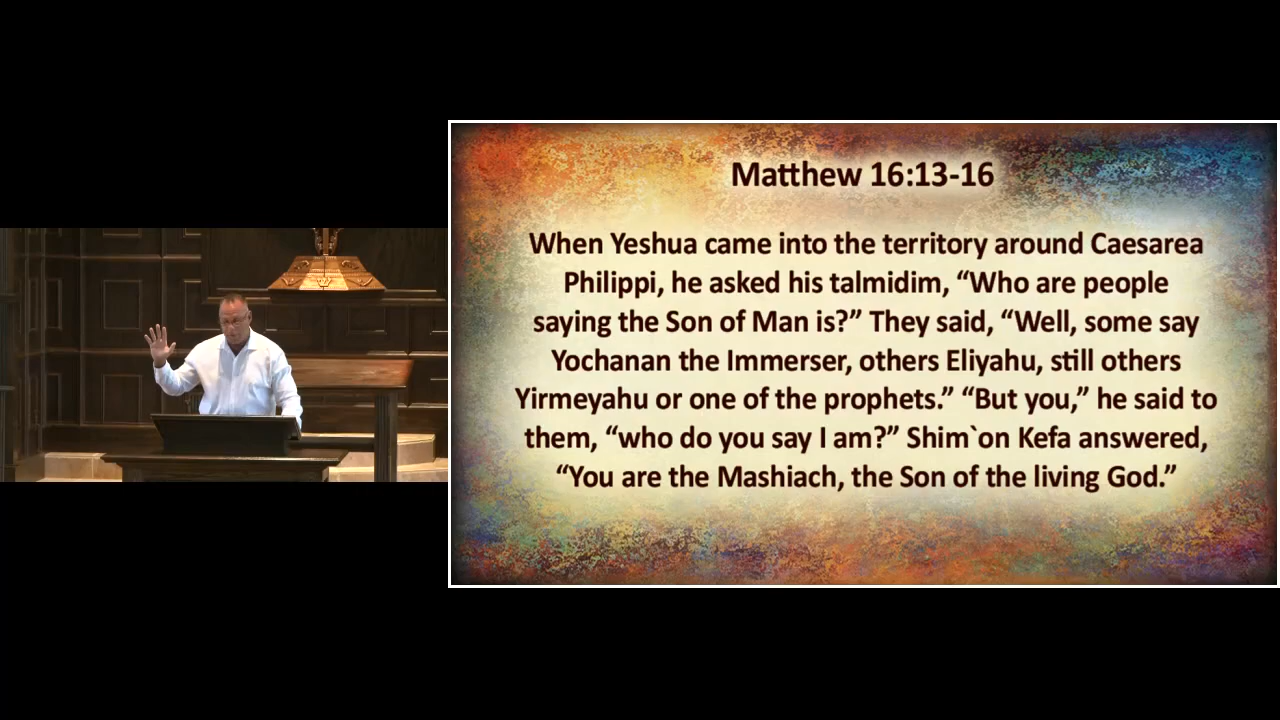 Matthew 16:13-16
When Yeshua came into the territory around Caesarea
Philippi, he asked his talmidim, “Who are people
saying the Son of Man is?” They said, “Well, some say
Yochanan the Immerser, others Eliyahu, still others
Yirmeyahu or one of the prophets.” “But you,” he said to
them, “who do you say I am?” Shim`on Kefa answered,
“You are the Mashiach, the Son of the living God.”